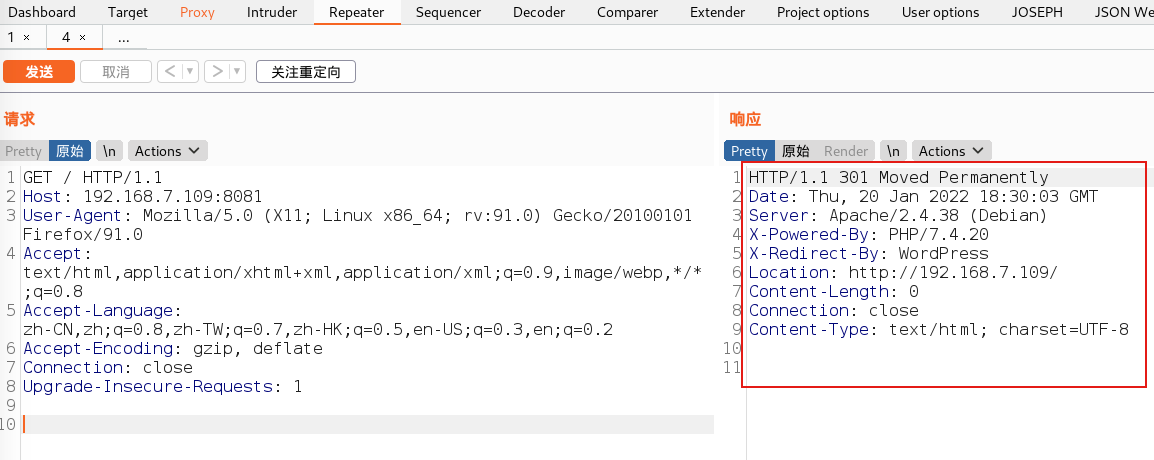 Dashboard Target Proxy Intruder Repeater Sequencer Decoder Comparer Extender Project options User options JOSEPH JSON We
1 × 4 × ...
发送 取消 < ▼ > ▼ 关注重定向
请求
Pretty 原始 \n Actions
1 GET / HTTP/1.1
2 Host: 192.168.7.109:8081
3 User-Agent: Mozilla/5.0 (X11; Linux x86_64; rv:91.0) Gecko/20100101
Firefox/91.0
4 Accept:
text/html,application/xhtml+xml,application/xml;q=0.9,image/webp,*/*
;q=0.8
5 Accept-Language:
zh-CN,zh;q=0.8,zh-TW;q=0.7,zh-HK;q=0.5,en-US;q=0.3,en;q=0.2
6 Accept-Encoding: gzip, deflate
7 Connection: close
8 Upgrade-Insecure-Requests: 1
9
10
响应
Pretty 原始 Render \n Actions
1 HTTP/1.1 301 Moved Permanently
2 Date: Thu, 20 Jan 2022 18:30:03 GMT
3 Server: Apache/2.4.38 (Debian)
4 X-Powered-By: PHP/7.4.20
5 X-Redirect-By: WordPress
6 Location: http://192.168.7.109/
7 Content-Length: 0
8 Connection: close
9 Content-Type: text/html; charset=UTF-8
10
11